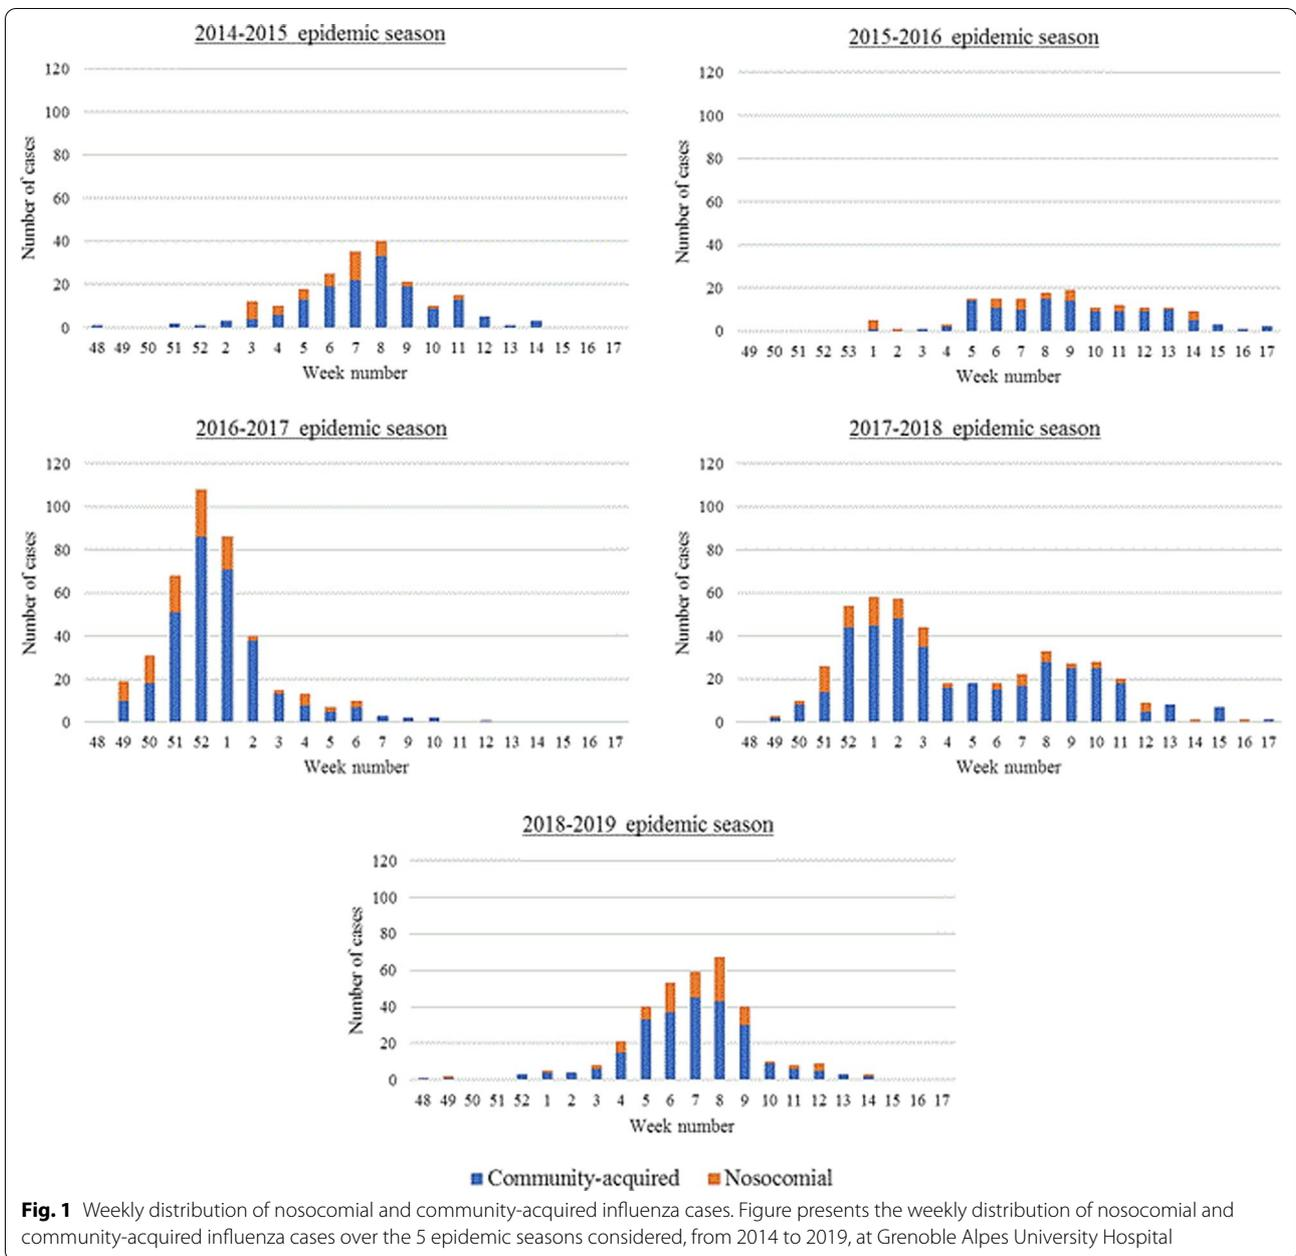 2014-2015 epidemic season
120
100
80
60
40
20
0
Number of cases
48 49 50 51 52 2 3 4 5 6 7 8 9 10 11 12 13 14 15 16 17
Week number
2015-2016 epidemic season
120
100
80
60
40
20
0
Number of cases
49 50 51 52 53 1 2 3 4 5 6 7 8 9 10 11 12 13 14 15 16 17
Week number
2016-2017 epidemic season
120
100
80
60
40
20
0
Number of cases
48 49 50 51 52 1 2 3 4 5 6 7 9 10 11 12 14 15 16 17
Week number
2017-2018 epidemic season
120
100
80
60
40
20
0
Number of cases
48 49 50 51 52 1 2 3 4 5 6 7 8 9 10 11 12 13 14 15 16 17
Week number
2018-2019 epidemic season
120
100
80
60
40
20
0
Number of cases
48 49 50 51 52 1 2 3 4 5 6 7 8 9 10 11 12 13 14 15 16 17
Week number
Community-acquired Nosocomial
Fig. 1 Weekly distribution of nosocomial and community-acquired influenza cases. Figure presents the weekly distribution of nosocomial and
community-acquired influenza cases over the 5 epidemic seasons considered, from 2014 to 2019, at Grenoble Alpes University Hospital